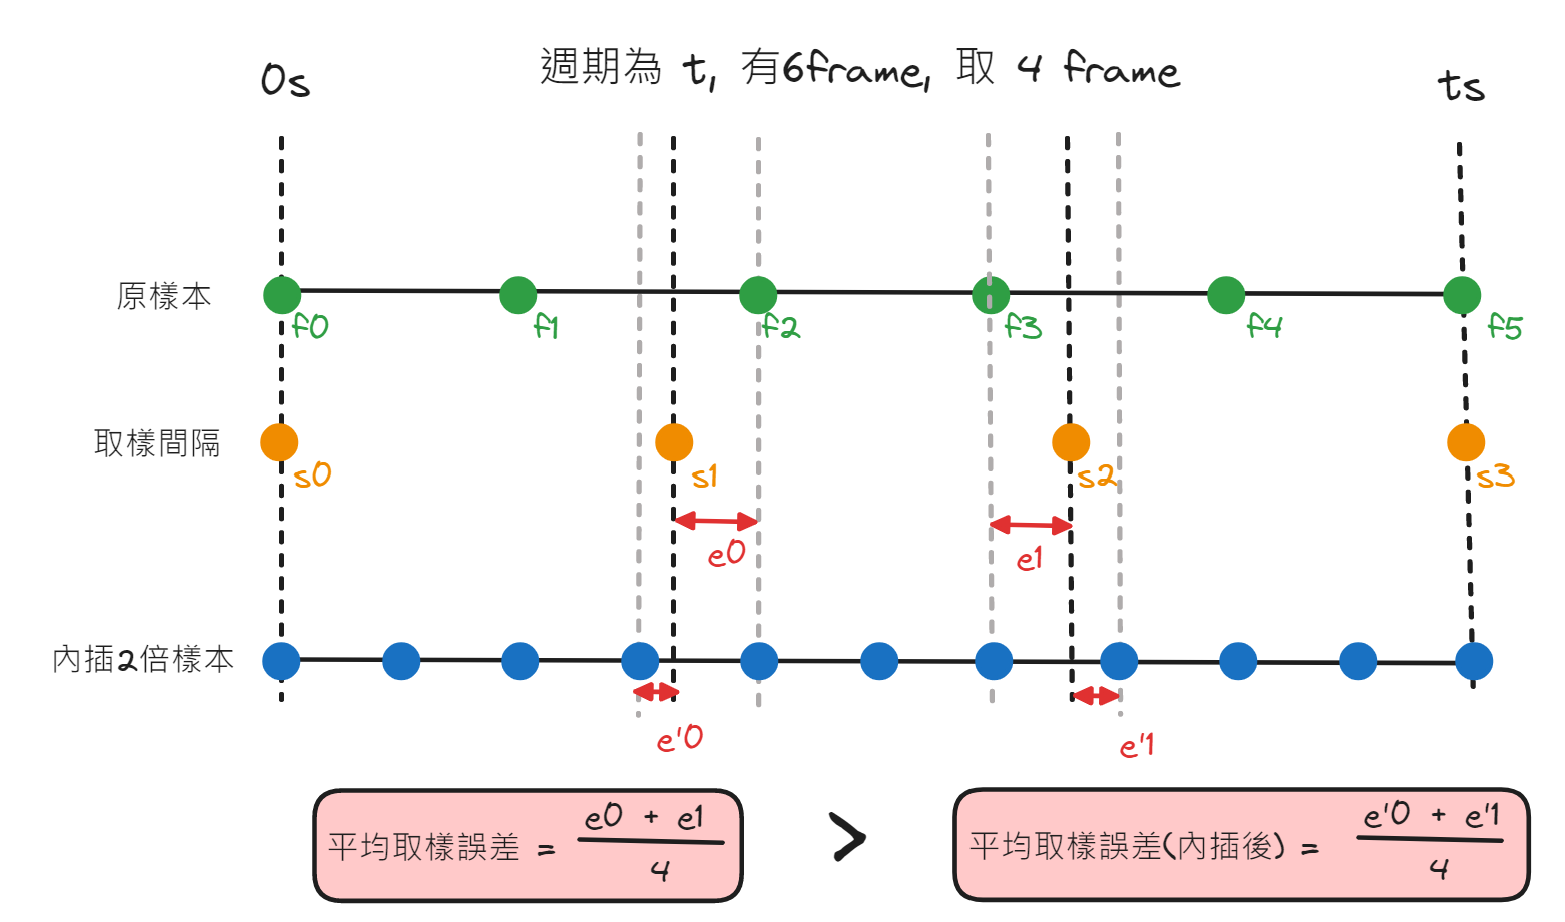 週期為 t, 有6frame, 取 4 frame
0s
ts
原樣本
f0
f1
f2
f3
f4
f5
取樣間隔
s0
s1
s2
s3
e0
e1
內插2倍樣本
e'0
e'1
平均取樣誤差 = e0 + e1
4
>
平均取樣誤差(內插後) = e'0 + e'1
4